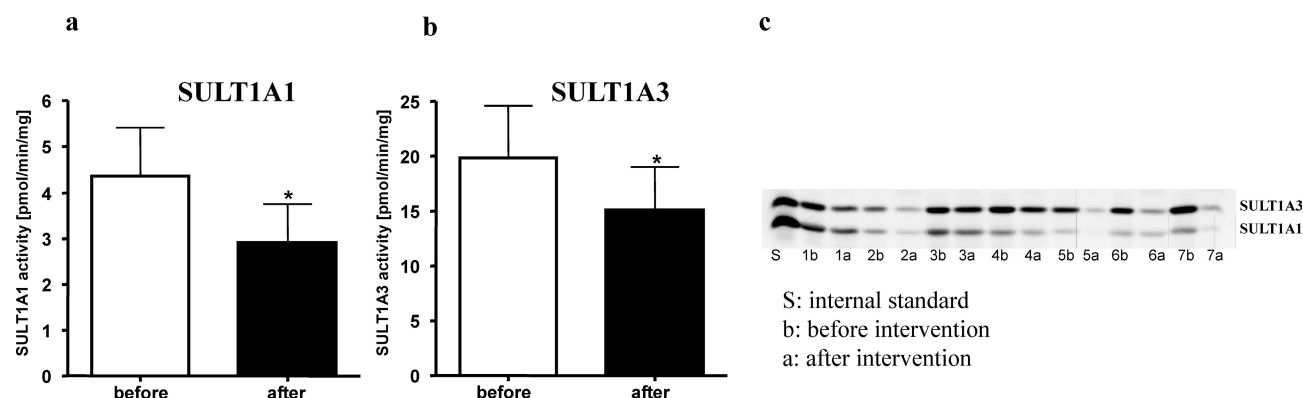 a
SULT1A1
SULT1A1 activity [pmol/min/mg]
6
5
4
3
2
1
0
*
before after
b
SULT1A3
SULT1A3 activity [pmol/min/mg]
25
20
15
10
5
0
*
before after
c
SULT1A3
SULT1A1
S 1b 1a 2b 2a 3b 3a 4b 4a 5b 5a 6b 6a 7b 7a
S: internal standard
b: before intervention
a: after intervention